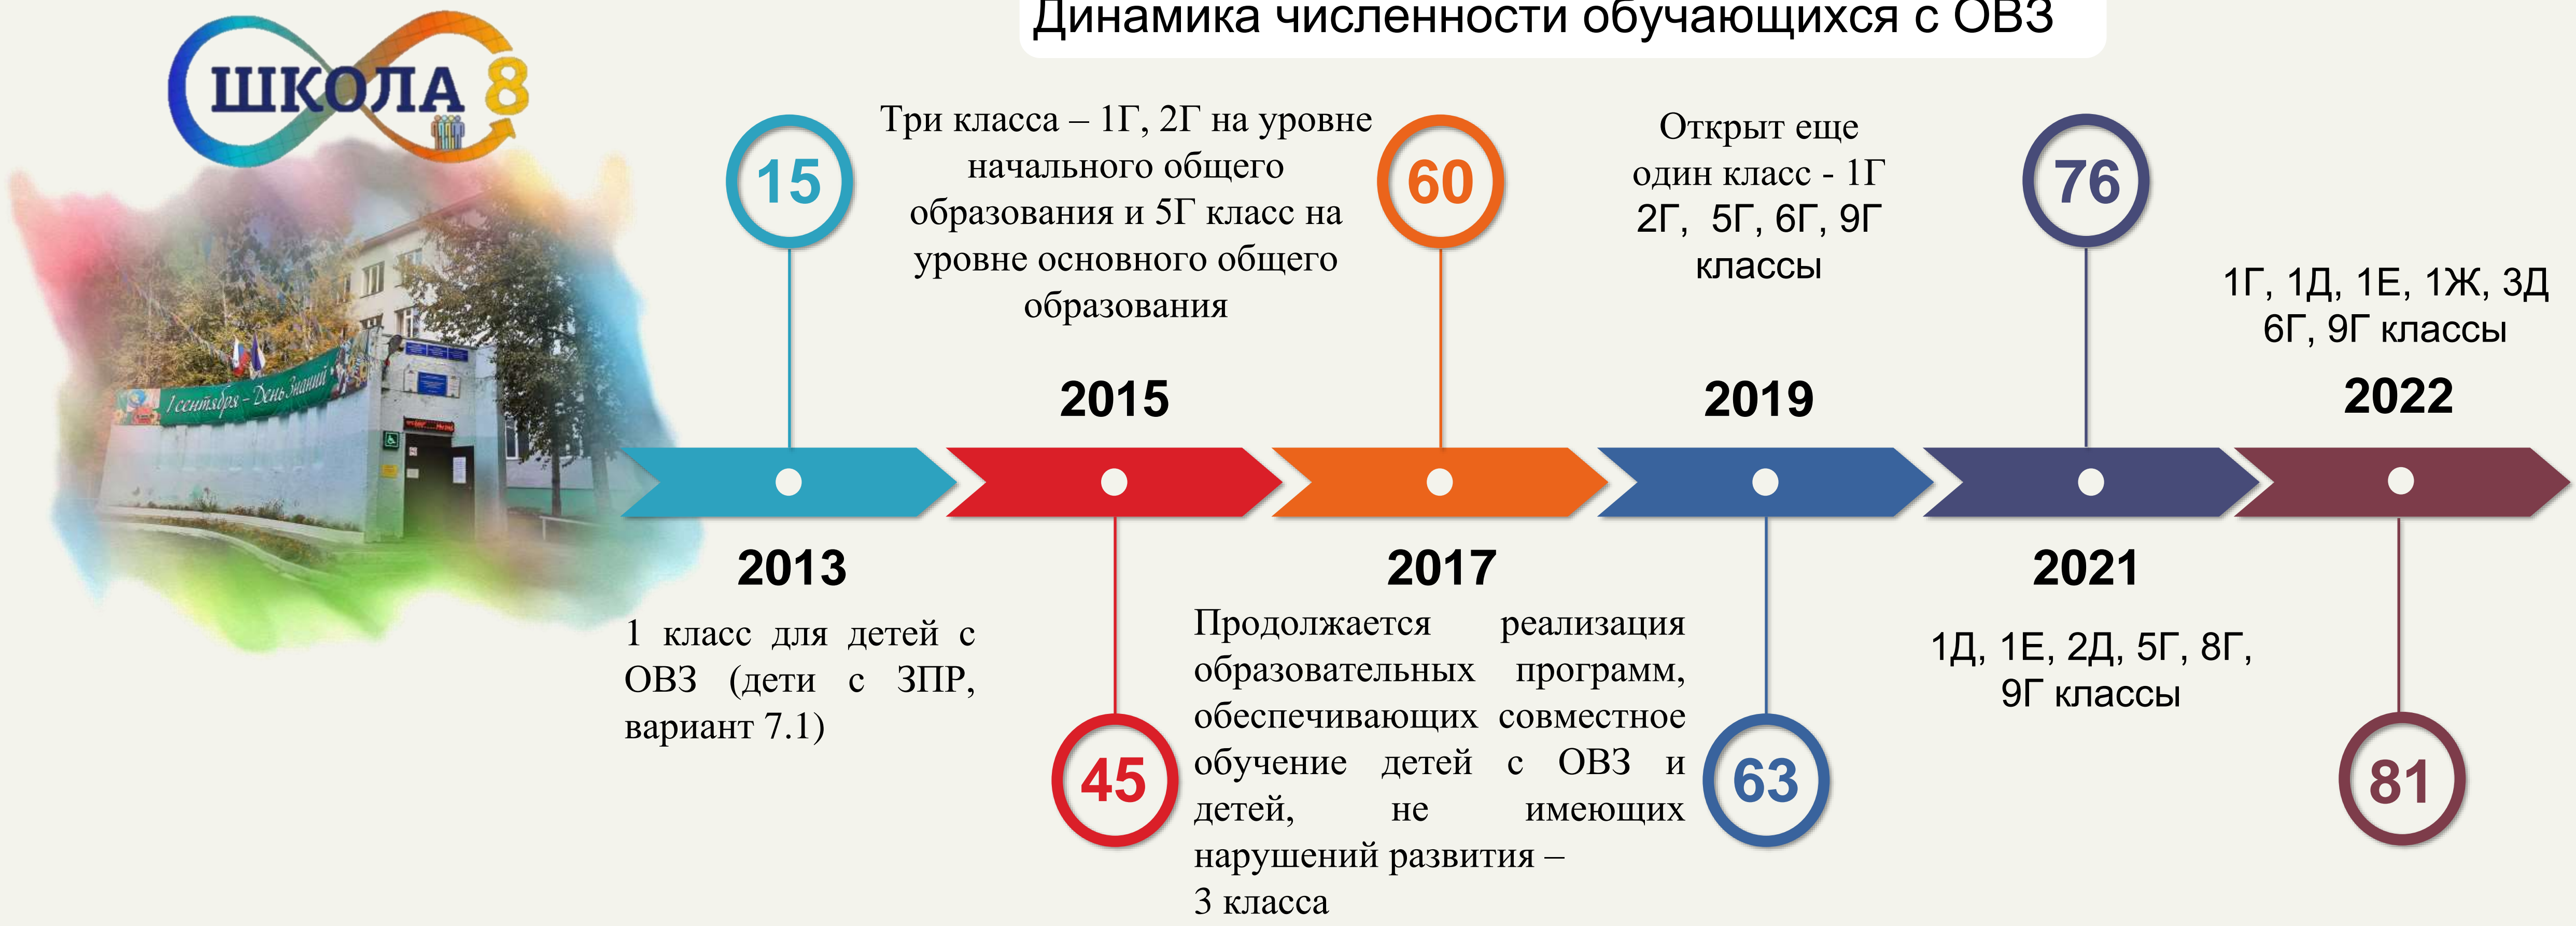 Динамика численности обучающихся с ОВЗ
ШКОЛА 8
1 сентября - День Знаний
15
2013
1 класс для детей с
ОВЗ (дети с ЗПР,
вариант 7.1)
Три класса – 1Г, 2Г на уровне
начального общего
образования и 5Г класс на
уровне основного общего
образования
2015
45
60
2017
Продолжается реализация
образовательных программ,
обеспечивающих совместное
обучение детей с ОВЗ и
детей, не имеющих
нарушений развития –
3 класса
Открыт еще
один класс - 1Г
2Г, 5Г, 6Г, 9Г
классы
2019
63
76
2021
1Д, 1Е, 2Д, 5Г, 8Г,
9Г классы
1Г, 1Д, 1Е, 1Ж, 3Д
6Г, 9Г классы
2022
81